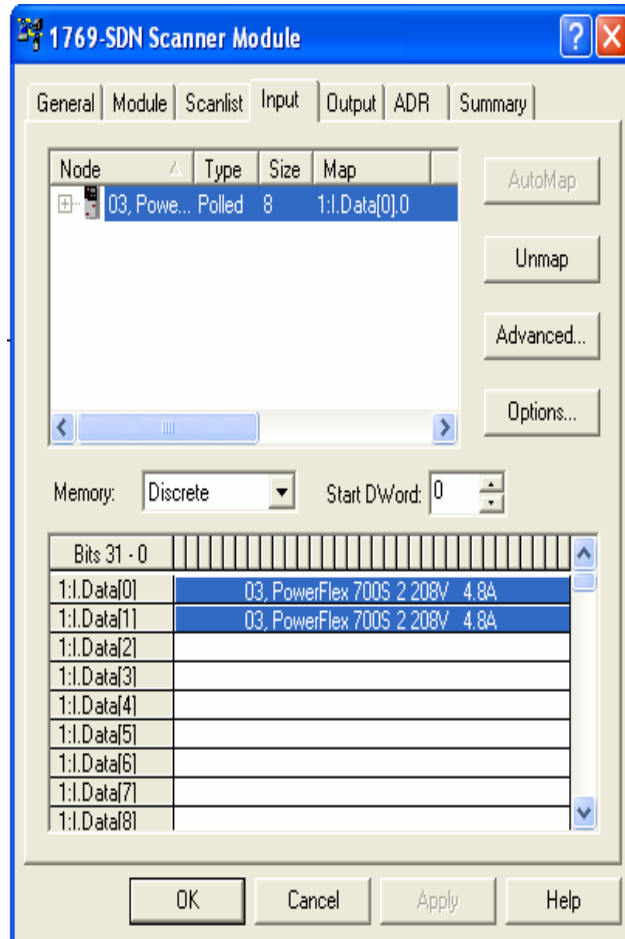 1769-SDN Scanner Module
General Module Scanlist Input Output ADR Summary
Node Type Size Map
03, Powe... Polled 8 1:I.Data[0].0
AutoMap
Unmap
Advanced...
Options...
Memory: Discrete Start DWord: 0
Bits 31 - 0
1:I.Data[0] 03, PowerFlex 700S 2 208V 4.8A
1:I.Data[1] 03, PowerFlex 700S 2 208V 4.8A
1:I.Data[2]
1:I.Data[3]
1:I.Data[4]
1:I.Data[5]
1:I.Data[6]
1:I.Data[7]
1:I.Data[8]
OK Cancel Apply Help